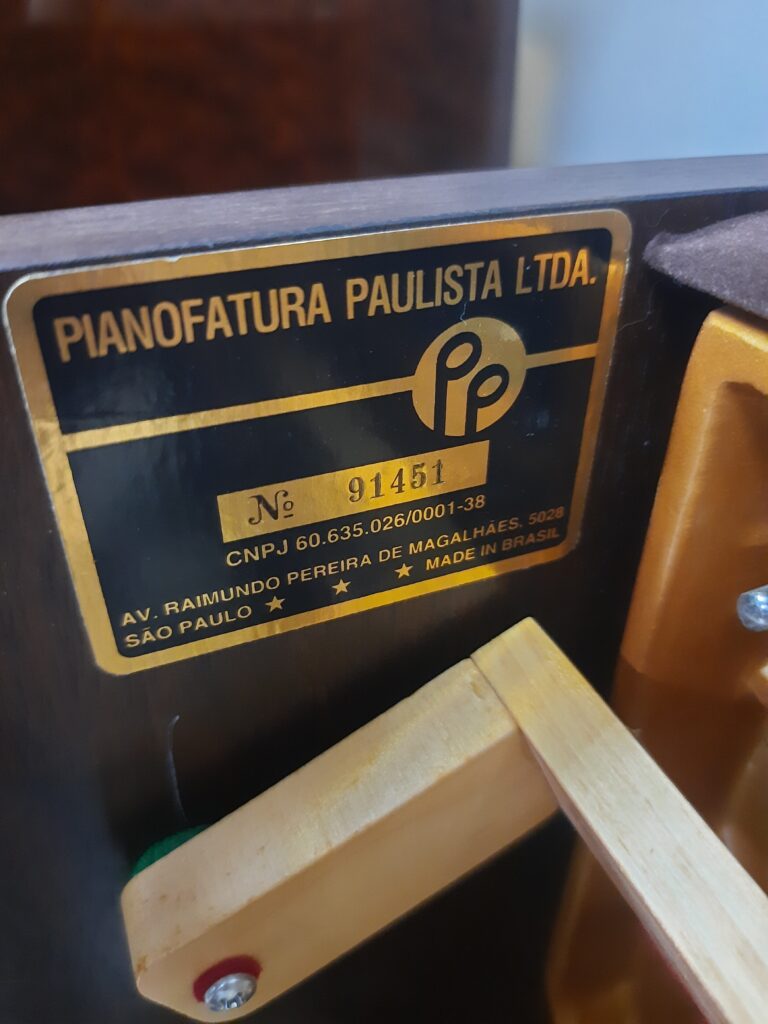 PIANOFATURA PAULISTA LTDA.
PP
Nº 91451
CNPJ 60.635.026/0001-38
AV. RAIMUNDO PEREIRA DE MAGALHÃES, 5028
SÃO PAULO ★ ★ ★ MADE IN BRASIL